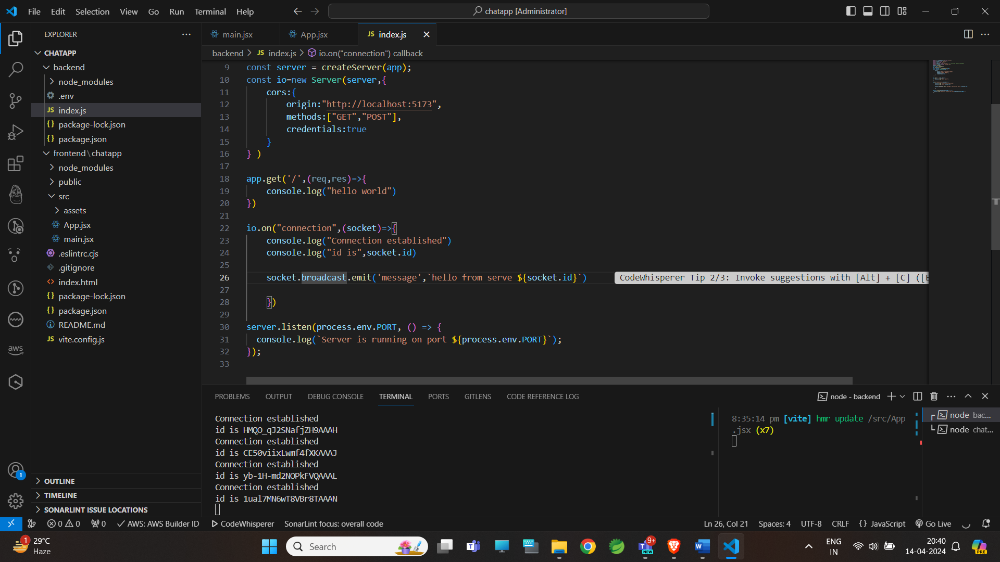 File Edit Selection View Go Run Terminal Help
chatapp [Administrator]
EXPLORER
CHATAPP
backend
node_modules
.env
JS index.js
{} package-lock.json
{} package.json
frontend\chatapp
node_modules
public
src
assets
App.jsx
main.jsx
.eslintrc.cjs
.gitignore
<> index.html
{} package-lock.json
{} package.json
README.md
JS vite.config.js
OUTLINE
TIMELINE
SONARLINT ISSUE LOCATIONS
aws
1
main.jsx
App.jsx
JS index.js
backend > JS index.js > io.on("connection") callback
9 const server = createServer(app);
10 const io=new Server(server,{
11 cors:{
12 origin:"http://localhost:5173",
13 methods:["GET","POST"],
14 credentials:true
15 }
16 } )
17
18 app.get('/',(req,res)=>{
19 console.log("hello world")
20 })
21
22 io.on("connection",(socket)=>{
23 console.log("Connection established")
24 console.log("id is",socket.id)
25
26 socket.broadcast.emit('message',`hello from serve ${socket.id}`) CodeWhisperer Tip 2/3: Invoke suggestions with [Alt] + [C] ([E
27
28 })
29
30 server.listen(process.env.PORT, () => {
31 console.log(`Server is running on port ${process.env.PORT}`);
32 });
33
PROBLEMS OUTPUT DEBUG CONSOLE TERMINAL PORTS GITLENS CODE REFERENCE LOG
node - backend
Connection established
id is HMQO_qJ2SNafjZH9AAAH
Connection established
id is CE50viixLwmf4fXKAAAJ
Connection established
id is yb-1H-md2NOPkFVQAAAL
Connection established
id is 1ual7MN6wT8VBr8TAAAN
8:35:14 pm [vite] hmr update /src/App
.jsx (x7)
node bac...
node chat...
0 0 0 AWS: AWS Builder ID CodeWhisperer SonarLint focus: overall code
Ln 26, Col 21 Spaces: 4 UTF-8 CRLF {} JavaScript Go Live
1
29°C
Haze
Search
9+
NEW
ENG
IN
20:40
14-04-2024
PRE